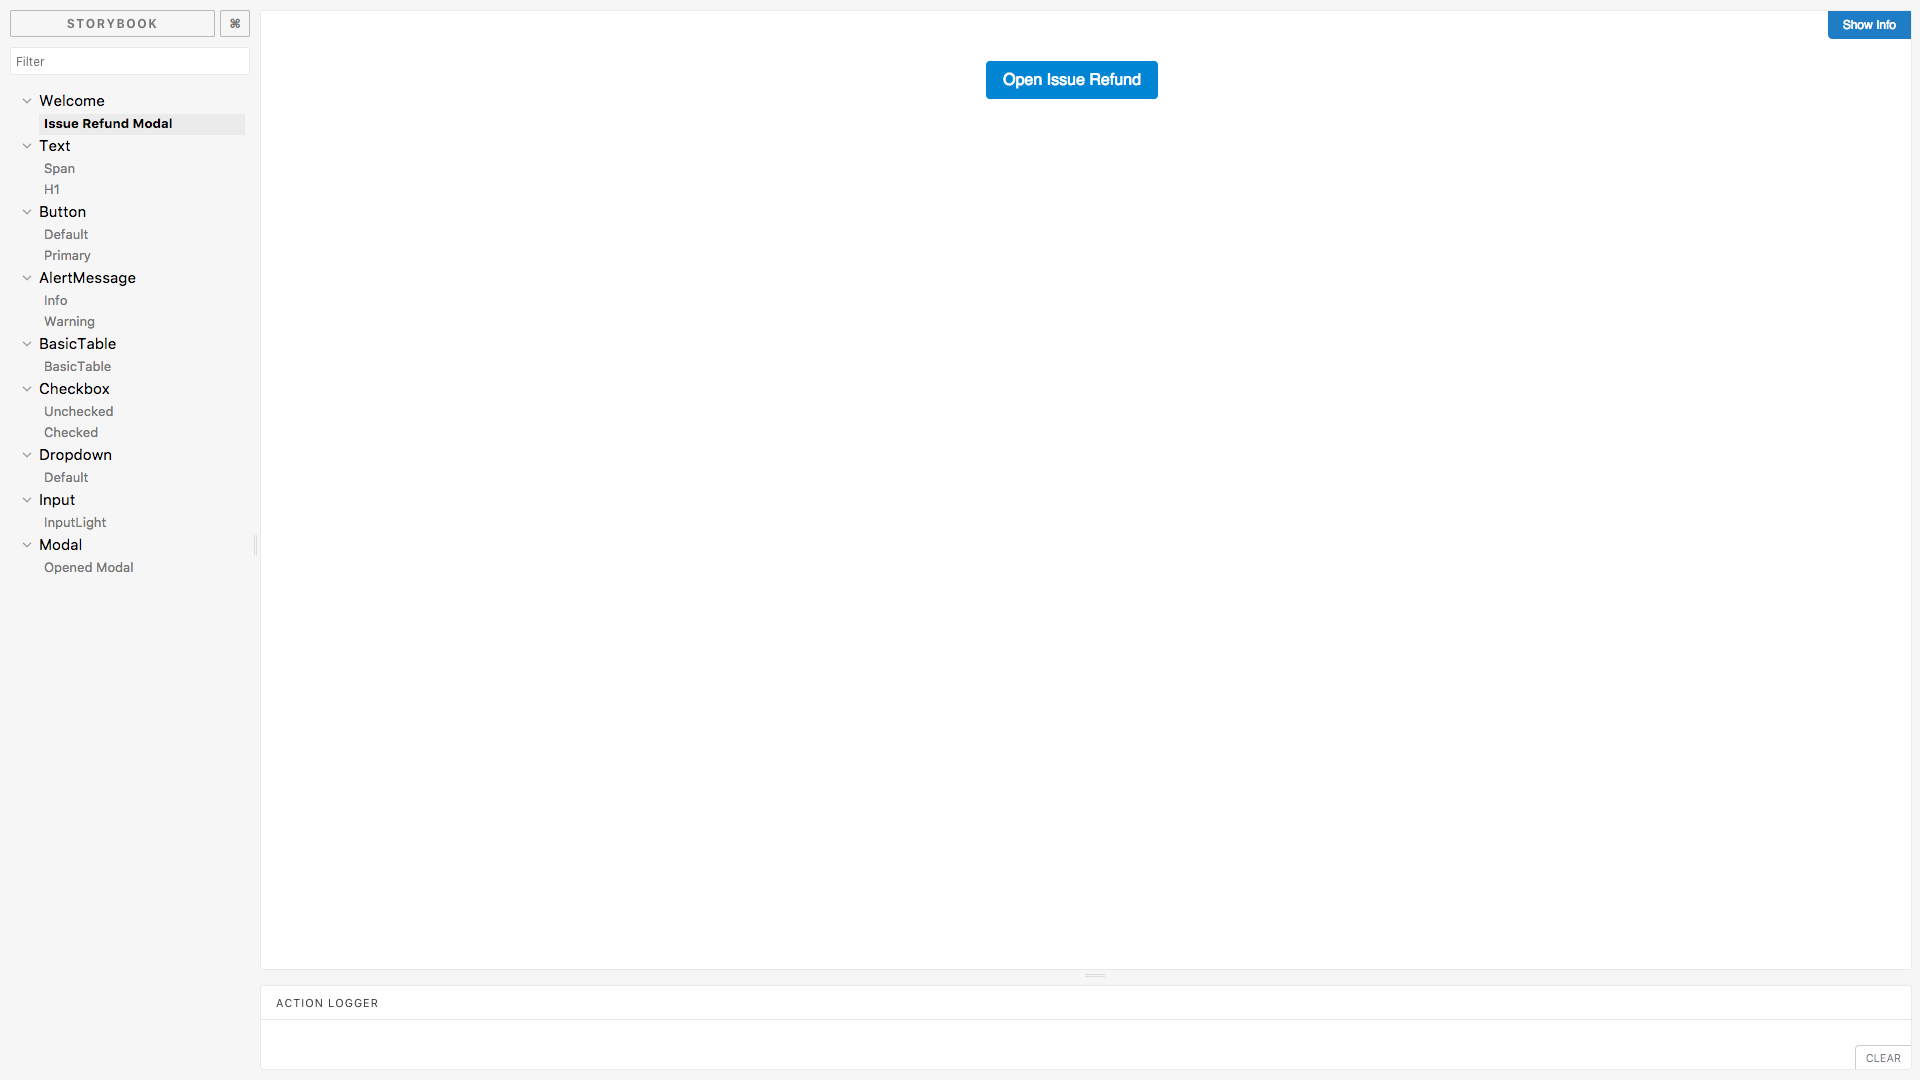 STORYBOOK
⌘
Filter
Welcome
Issue Refund Modal
Text
Span
H1
Button
Default
Primary
AlertMessage
Info
Warning
BasicTable
BasicTable
Checkbox
Unchecked
Checked
Dropdown
Default
Input
InputLight
Modal
Opened Modal
Show Info
Open Issue Refund
ACTION LOGGER
CLEAR